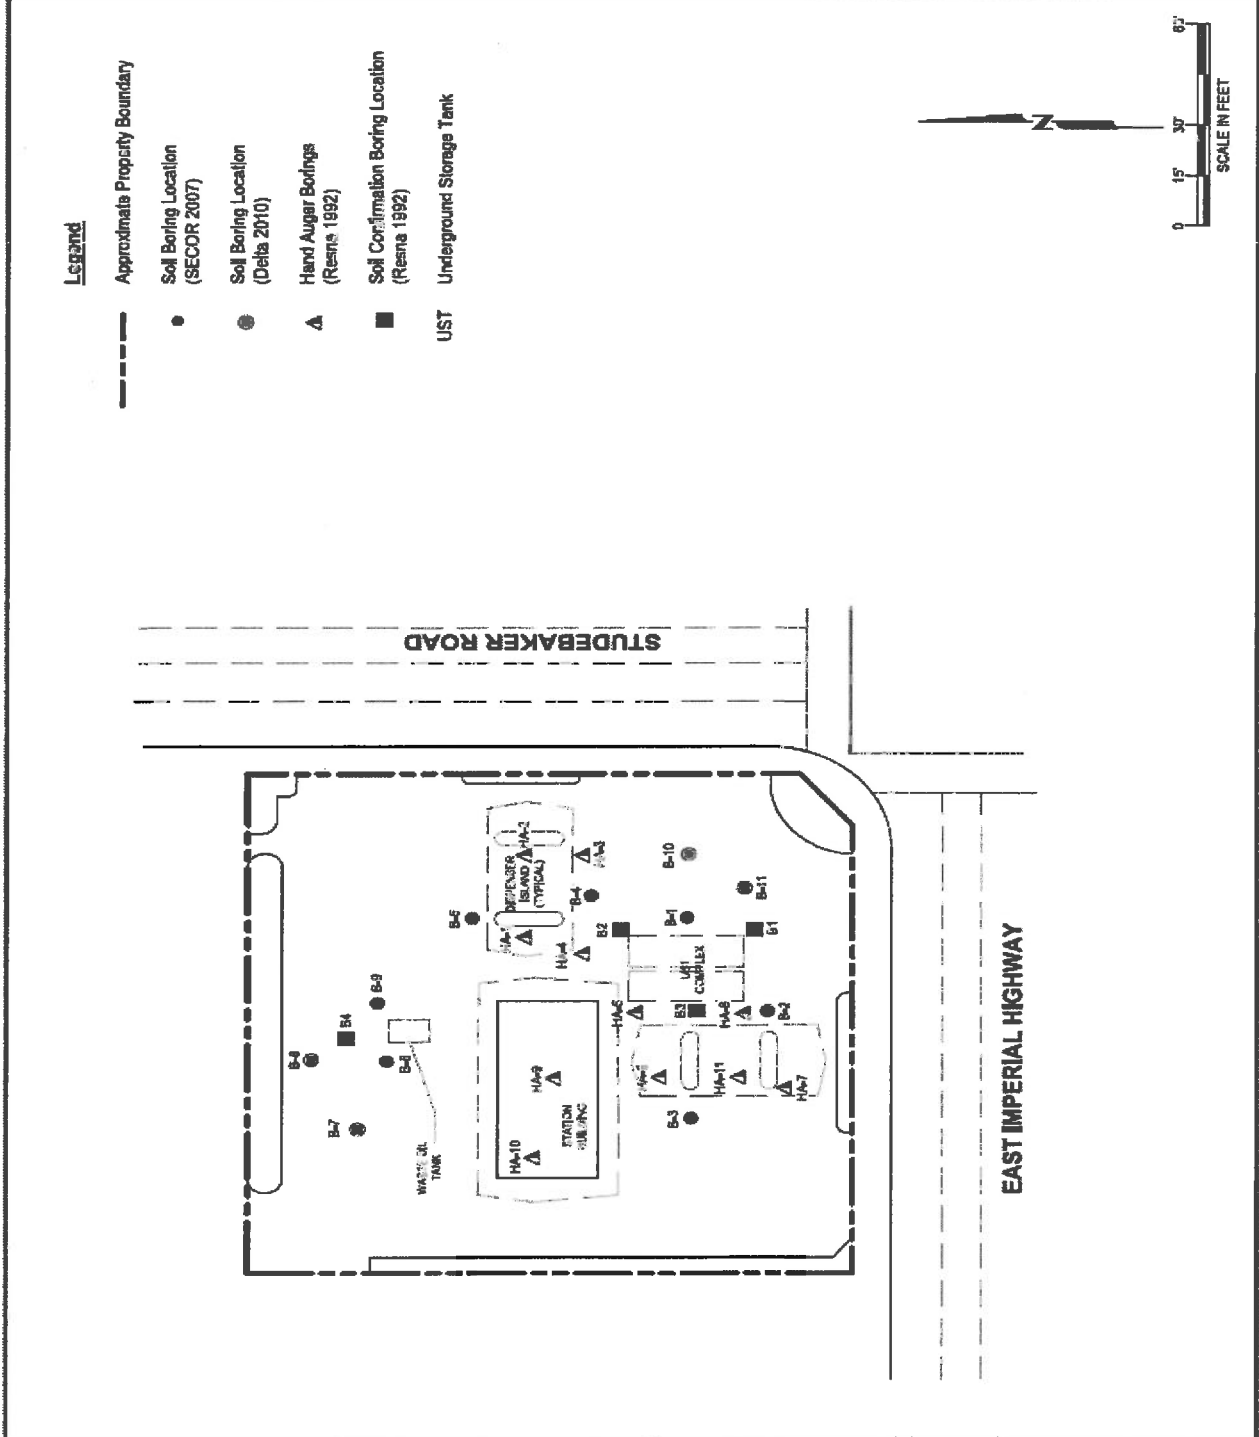 Legend
Approximate Property Boundary
Soil Boring Location
(SECOR 2007)
Soil Boring Location
(Delta 2010)
Hand Auger Borings
(Resna 1992)
Soil Confirmation Boring Location
(Resna 1992)
UST Underground Storage Tank
N
0 15' 30' 60'
SCALE IN FEET
STUDEBAKER ROAD
EAST IMPERIAL HIGHWAY
B-5
DISPENSER
ISLAND
(TYPICAL)
HA-2
HA-1
HA-3
HA-4
B-4
B2
B-10
B-1
B-11
B1
UST
COMPLEX
B-9
B4
B-8
B-6
B-7
WASTE OIL
TANK
HA-9
HA-10
STATION
BUILDING
HA-5
B3
HA-6
B-2
HA-11
HA-7
B-3